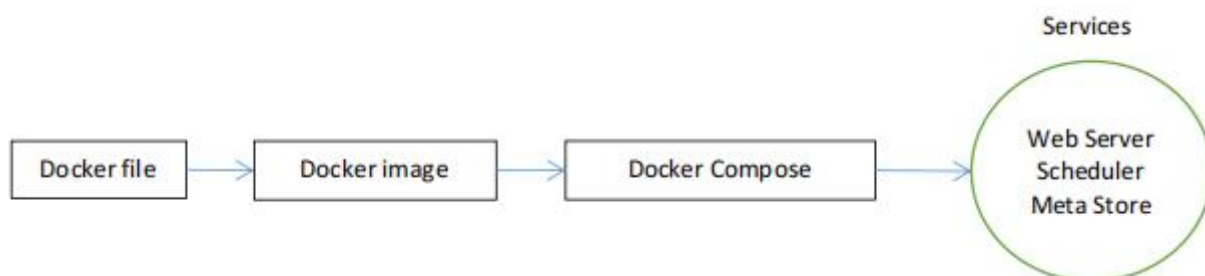 Services
Docker file
Docker image
Docker Compose
Web Server
Scheduler
Meta Store